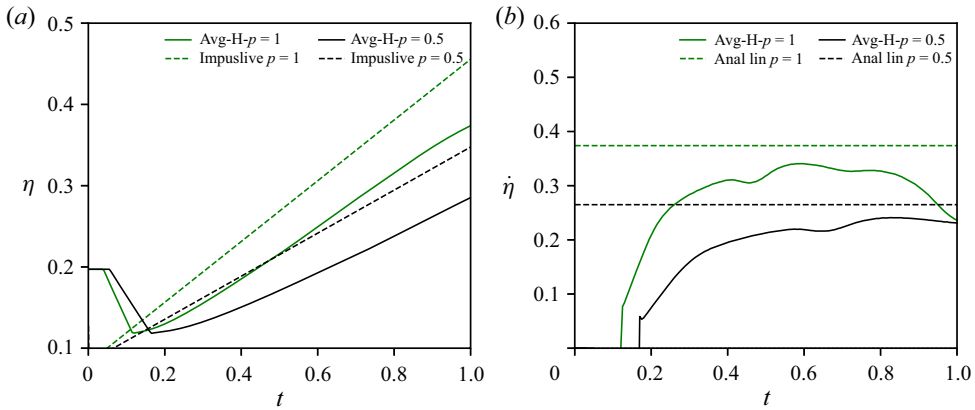 (a)
0.5
0.4
0.3
0.2
0.1
η
Avg-H-p = 1
Impuslive p = 1
Avg-H-p = 0.5
Impuslive p = 0.5
0
0.2
0.4
0.6
0.8
1.0
t
(b)
0.6
0.5
0.4
0.3
0.2
0.1
η̇
Avg-H-p = 1
Anal lin p = 1
Avg-H-p = 0.5
Anal lin p = 0.5
0
0.2
0.4
0.6
0.8
1.0
t